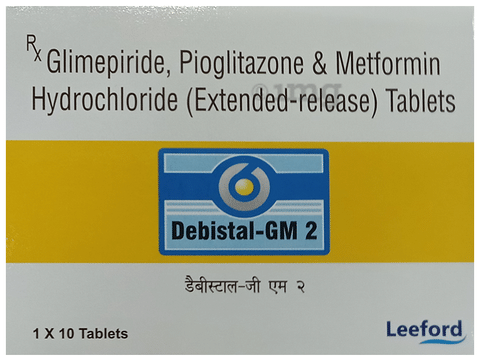 Rx Glimepiride, Pioglitazone & Metformin
Hydrochloride (Extended-release) Tablets
Debistal-GM 2
डैबीस्टाल-जी एम २
1 X 10 Tablets
Leeford